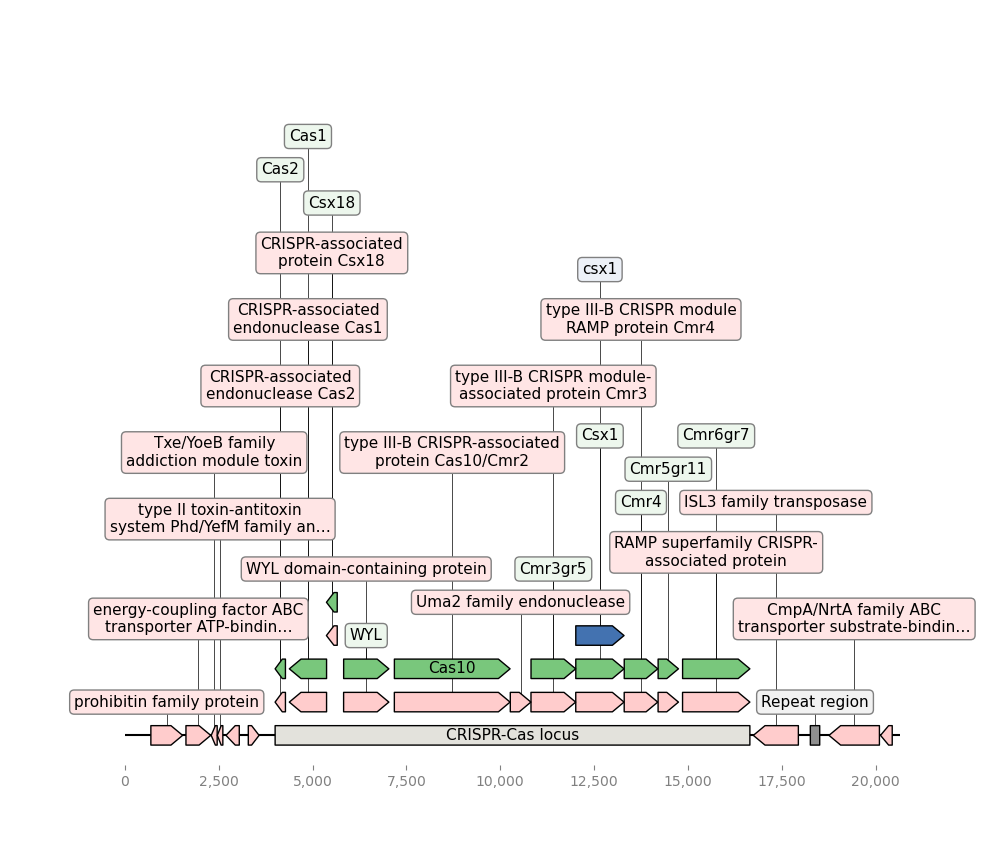 Cas1
Cas2
Csx18
CRISPR-associated
protein Csx18
csx1
CRISPR-associated
endonuclease Cas1
type III-B CRISPR module
RAMP protein Cmr4
CRISPR-associated
endonuclease Cas2
type III-B CRISPR module-
associated protein Cmr3
Txe/YoeB family
addiction module toxin
type III-B CRISPR-associated
protein Cas10/Cmr2
Csx1
Cmr6gr7
Cmr5gr11
type II toxin-antitoxin
system Phd/YefM family an...
Cmr4
ISL3 family transposase
RAMP superfamily CRISPR-
associated protein
WYL domain-containing protein
Cmr3gr5
energy-coupling factor ABC
transporter ATP-bindin...
Uma2 family endonuclease
CmpA/NrtA family ABC
transporter substrate-bindin...
WYL
Cas10
prohibitin family protein
Repeat region
CRISPR-Cas locus
0 2,500 5,000 7,500 10,000 12,500 15,000 17,500 20,000